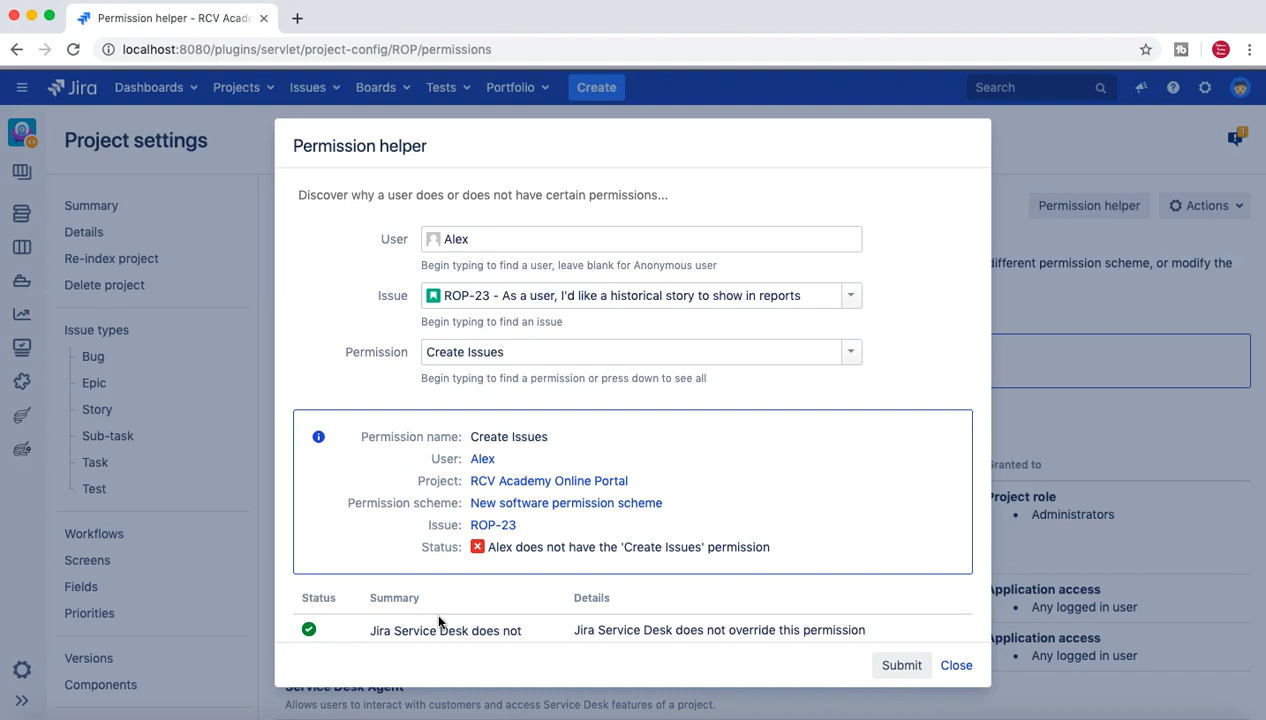 Permission helper - RCV Acad
localhost:8080/plugins/servlet/project-config/ROP/permissions
Jira Dashboards Projects Issues Boards Tests Portfolio Create Search
Project settings
Summary
Details
Re-index project
Delete project
Issue types
Bug
Epic
Story
Sub-task
Task
Test
Workflows
Screens
Fields
Priorities
Versions
Components
Permission helper
Discover why a user does or does not have certain permissions...
User Alex
Begin typing to find a user, leave blank for Anonymous user
Issue ROP-23 - As a user, I'd like a historical story to show in reports
Begin typing to find an issue
Permission Create Issues
Begin typing to find a permission or press down to see all
Permission name: Create Issues
User: Alex
Project: RCV Academy Online Portal
Permission scheme: New software permission scheme
Issue: ROP-23
Status: Alex does not have the 'Create Issues' permission
Status Summary Details
Jira Service Desk does not Jira Service Desk does not override this permission
Submit Close
Permission helper Actions
different permission scheme, or modify the
Granted to
Project role
Administrators
Application access
Any logged in user
Application access
Any logged in user
Service Desk Agent
Allows users to interact with customers and access Service Desk features of a project.